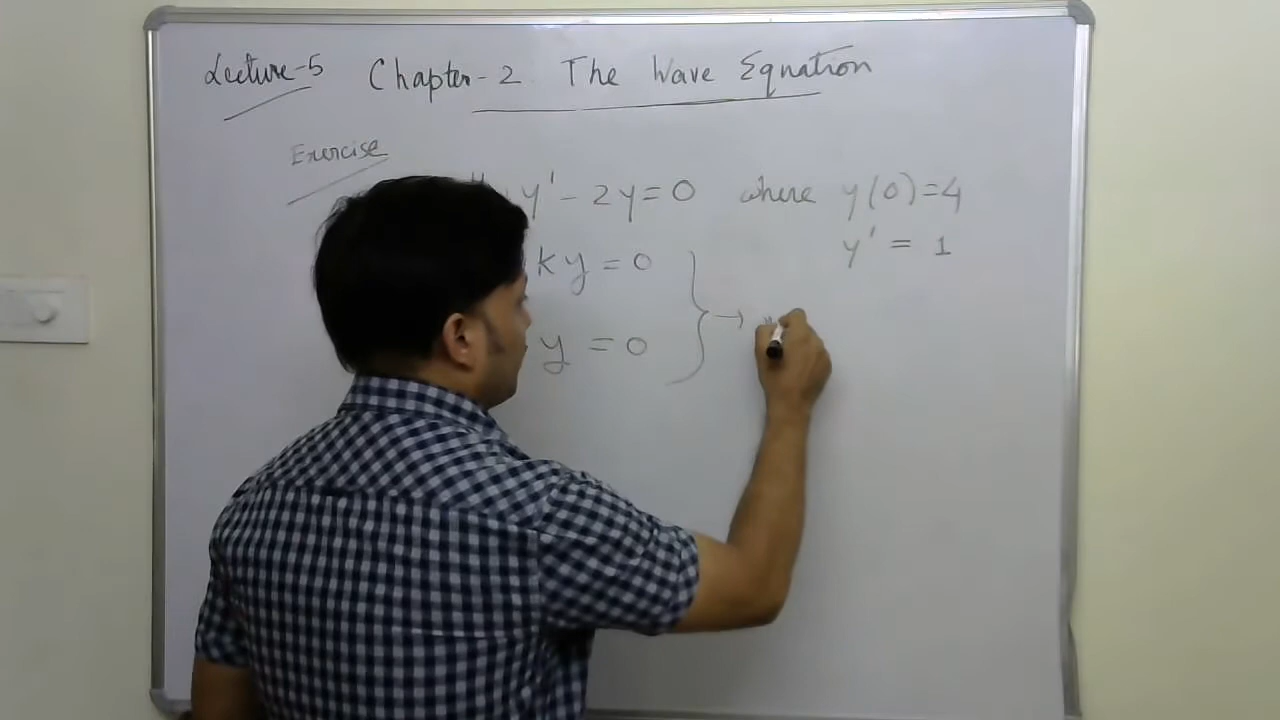 Lecture-5 Chapter-2 The Wave Equation
Exercise
y' - 2y = 0 where y(0) = 4
y' = 1
ky = 0
y = 0